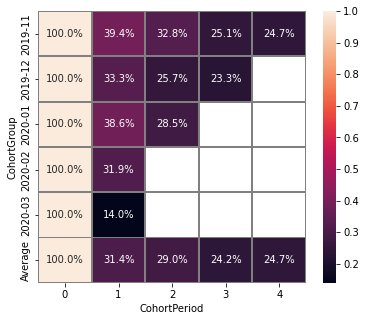 CohortGroup
2019-11 100.0% 39.4% 32.8% 25.1% 24.7%
2019-12 100.0% 33.3% 25.7% 23.3%
2020-01 100.0% 38.6% 28.5%
2020-02 100.0% 31.9%
2020-03 100.0% 14.0%
Average 100.0% 31.4% 29.0% 24.2% 24.7%
0 1 2 3 4
CohortPeriod
1.0
0.9
0.8
0.7
0.6
0.5
0.4
0.3
0.2